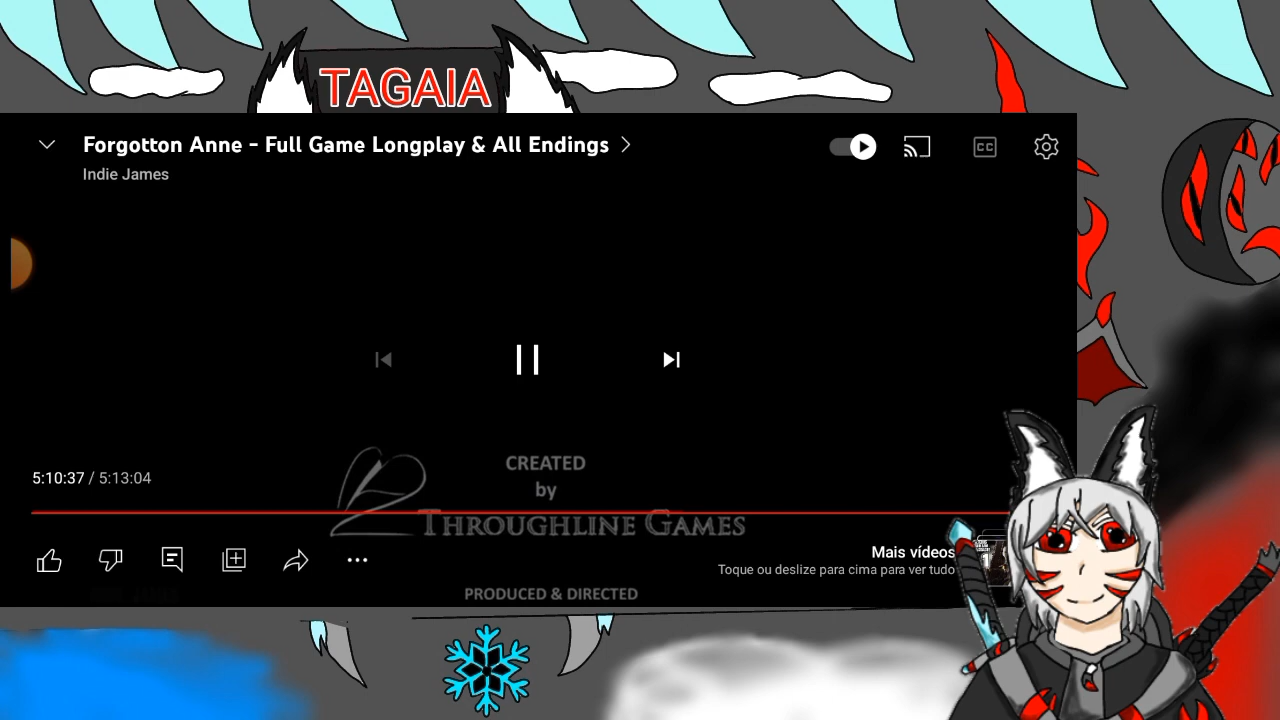 TAGAIA
Forgotton Anne - Full Game Longplay & All Endings
Indie James
CC
CREATED
by
THROUGHLINE GAMES
5:10:37 / 5:13:04
Mais vídeos
Toque ou deslize para cima para ver tudo
PRODUCED & DIRECTED